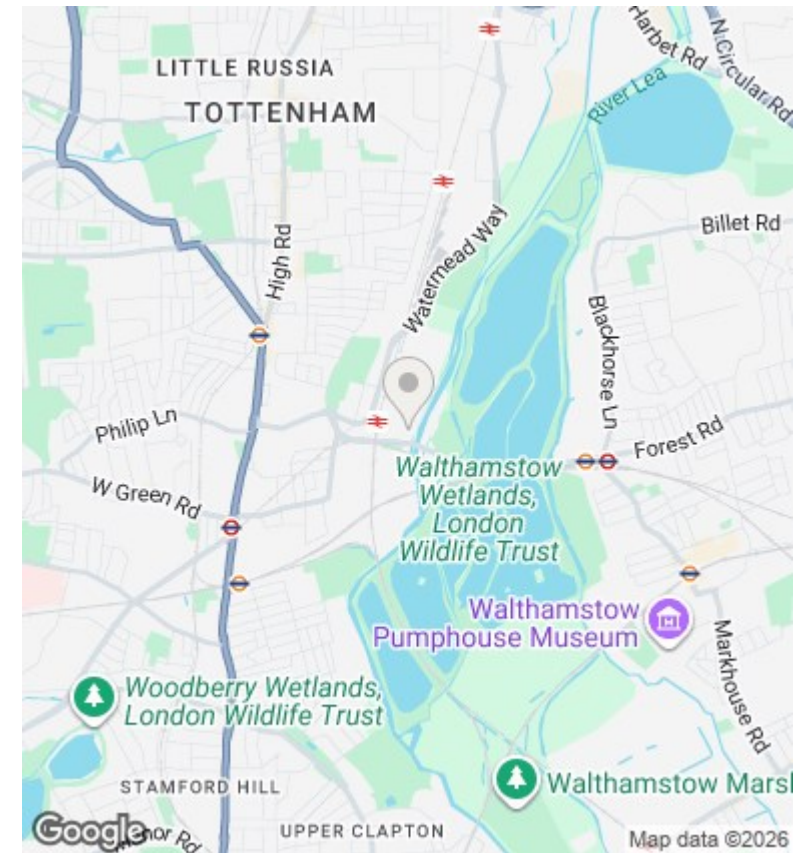 LITTLE RUSSIA
TOTTENHAM
Harbet Rd
N Circular Rd
River Lea
Billet Rd
High Rd
Watermead Way
Blackhorse Ln
Philip Ln
Forest Rd
W Green Rd
Walthamstow
Wetlands,
London
Wildlife Trust
Walthamstow
Pumphouse Museum
Markhouse Rd
Woodberry Wetlands,
London Wildlife Trust
STAMFORD HILL
Walthamstow Marsh
UPPER CLAPTON
Google
Map data ©2026